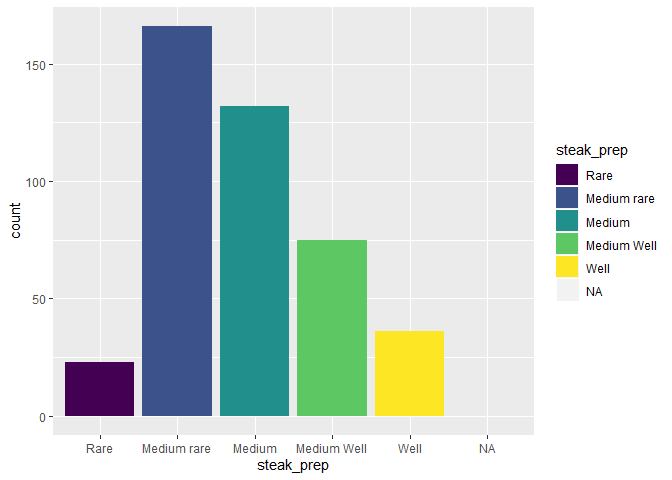 150
100
50
0
count
Rare
Medium rare
Medium
Medium Well
Well
NA
steak_prep
steak_prep
Rare
Medium rare
Medium
Medium Well
Well
NA